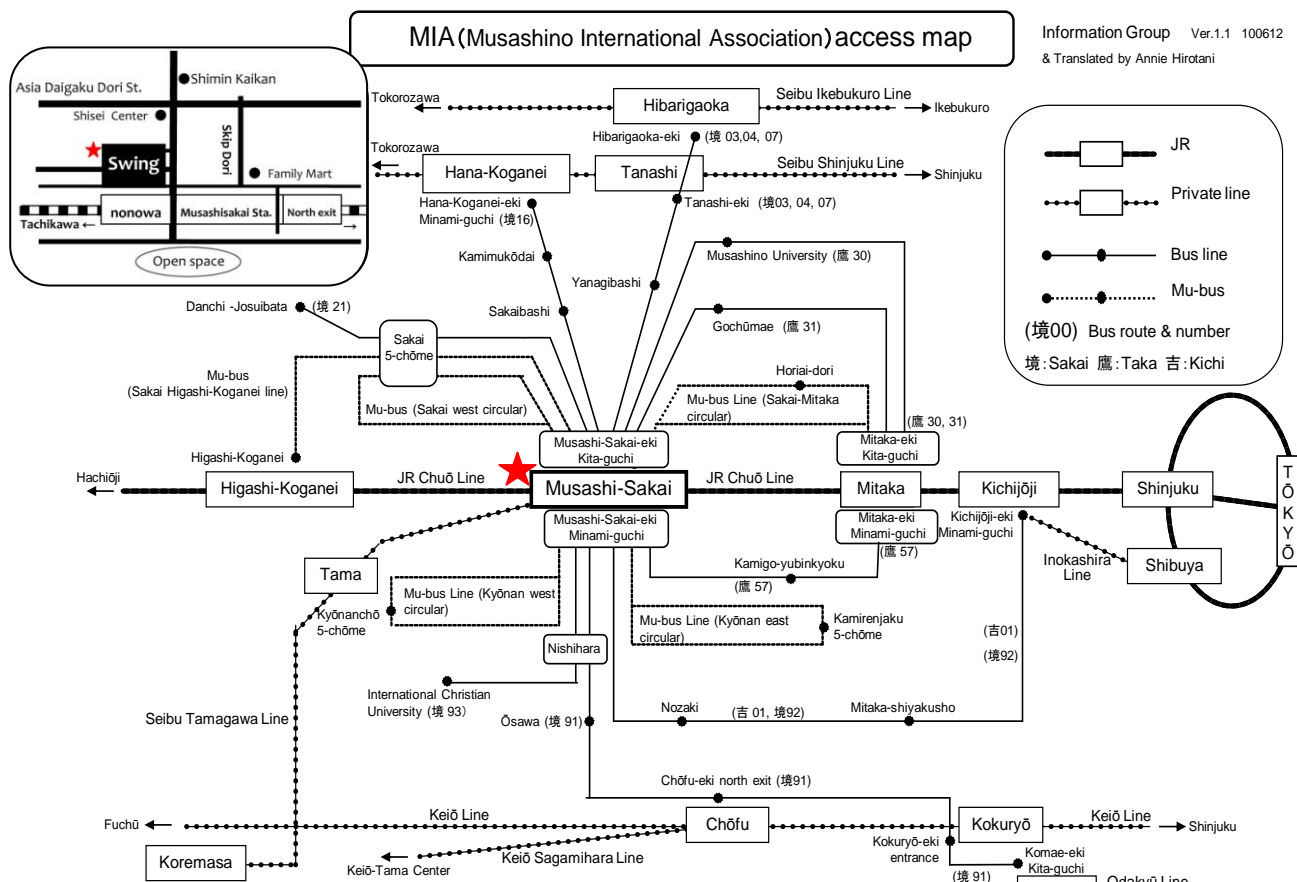 MIA(Musashino International Association)access map
Information Group Ver.1.1 100612
& Translated by Annie Hirotani
Shimin Kaikan
Asia Daigaku Dori St.
Shisei Center
Skip Dori
Swing
Family Mart
nonowa
Musashisakai Sta.
North exit
Tachikawa ←
→
Open space
Tokorozawa
Hibarigaoka
Seibu Ikebukuro Line
Ikebukuro
Hibarigaoka-eki (境 03,04, 07)
Tokorozawa
Hana-Koganei
Tanashi
Seibu Shinjuku Line
Shinjuku
Hana-Koganei-eki
Minami-guchi (境16)
Tanashi-eki (境03, 04, 07)
Kamimukōdai
Musashino University (鷹 30)
Yanagibashi
Sakaibashi
Gochūmae (鷹 31)
Danchi -Josuibata (境 21)
Sakai
5-chōme
Mu-bus
(Sakai Higashi-Koganei line)
Mu-bus (Sakai west circular)
Horiai-dori
Mu-bus Line (Sakai-Mitaka
circular)
(鷹 30, 31)
Musashi-Sakai-eki
Kita-guchi
Mitaka-eki
Kita-guchi
JR
Private line
Bus line
Mu-bus
(境00) Bus route & number
境:Sakai 鷹:Taka 吉:Kichi
Higashi-Koganei
Hachiōji
Higashi-Koganei
JR Chuō Line
Musashi-Sakai
JR Chuō Line
Mitaka
Kichijōji
Shinjuku
TŌKYŌ
Musashi-Sakai-eki
Minami-guchi
Mitaka-eki
Minami-guchi
(鷹 57)
Kichijōji-eki
Minami-guchi
Inokashira
Line
Shibuya
Tama
Kamigo-yubinkyoku
(鷹 57)
Kyōnanchō
5-chōme
Mu-bus Line (Kyōnan west
circular)
Mu-bus Line (Kyōnan east
circular)
Kamirenjaku
5-chōme
(吉01)
(境92)
Nishihara
International Christian
University (境 93)
Seibu Tamagawa Line
Ōsawa (境 91)
Nozaki
(吉 01, 境92)
Mitaka-shiyakusho
Chōfu-eki north exit (境91)
Fuchū
Keiō Line
Chōfu
Kokuryō
Keiō Line
Shinjuku
Koremasa
Keiō-Tama Center
Keiō Sagamihara Line
Kokuryō-eki
entrance
Komae-eki
Kita-guchi
(境 91)
Odakyū Line